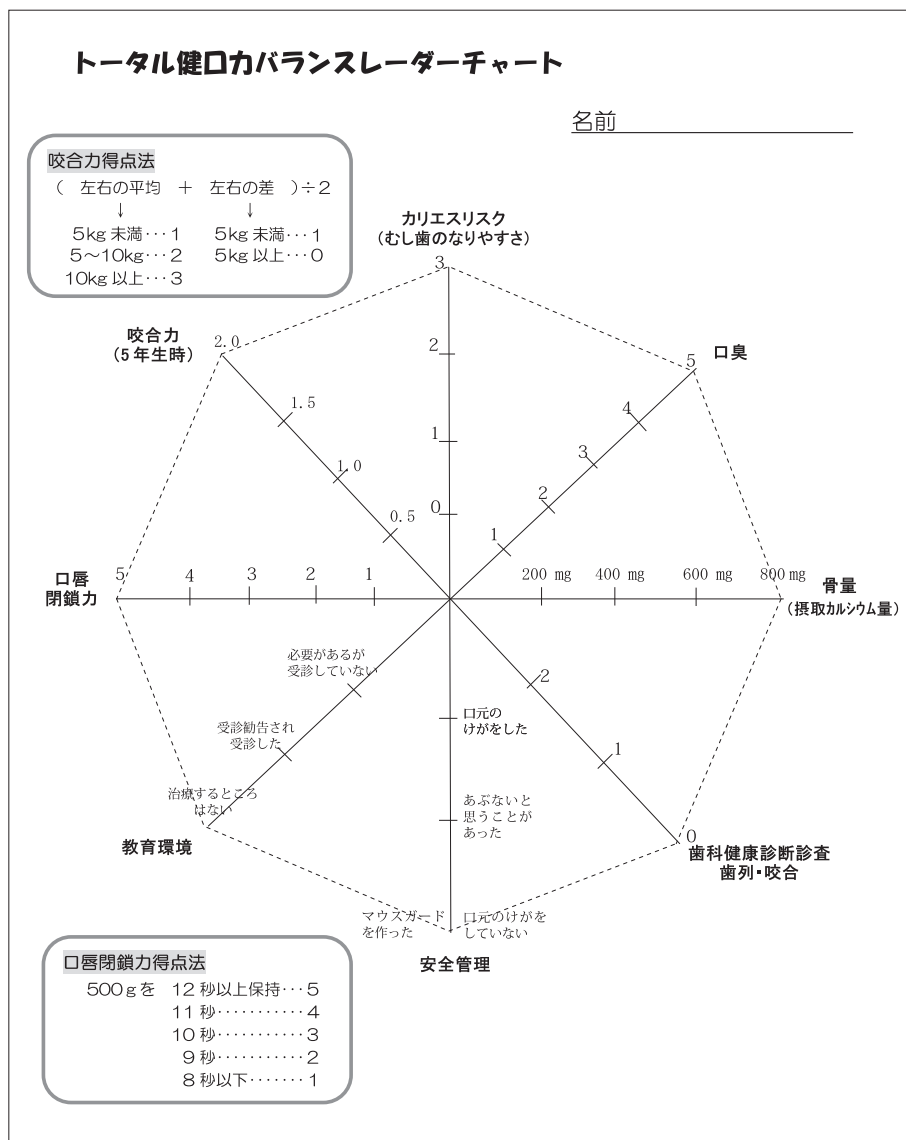 トータル健口力バランスレーダーチャート
名前
咬合力得点法
( 左右の平均 + 左右の差 )÷2
↓ ↓
5kg 未満‥‥1 5kg 未満‥‥1
5～10kg‥‥2 5kg 以上‥‥0
10kg 以上‥‥3
カリエスリスク
(むし歯のなりやすさ)
3
2
1
0
口臭
5
4
3
2
1
骨量
(摂取カルシウム量)
200 mg 400 mg 600 mg 800 mg
歯科健康診断診査
歯列・咬合
2
1
0
安全管理
口元の
けがをした
あぶないと
思うことが
あった
マウスガード
を作った
口元のけがを
していない
教育環境
必要があるが
受診していない
受診勧告され
受診した
治療するところ
はない
口唇
閉鎖力
5 4 3 2 1
咬合力
(5年生時)
2.0
1.5
1.0
0.5
口唇閉鎖力得点法
500gを 12秒以上保持‥‥5
11秒‥‥‥‥‥‥4
10秒‥‥‥‥‥‥3
9秒‥‥‥‥‥‥2
8秒以下‥‥‥‥1